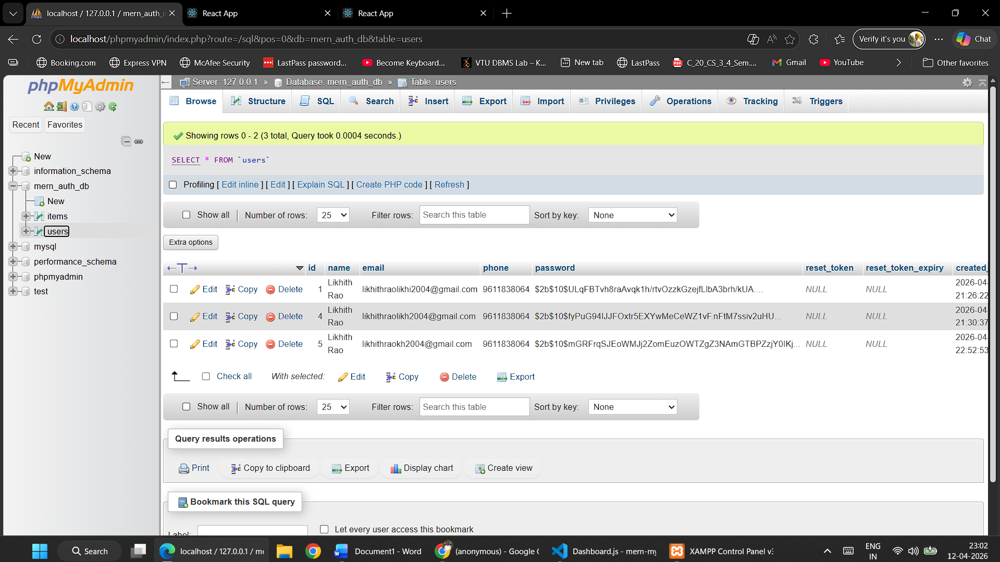 localhost / 127.0.0.1 / mern_auth_d
React App
React App
localhost/phpmyadmin/index.php?route=/sql&pos=0&db=mern_auth_db&table=users
Verify it's you
Chat
Booking.com
Express VPN
McAfee Security
LastPass password...
Become Keyboard...
VTU DBMS Lab – K...
New tab
LastPass
C_20_CS_3_4_Sem....
Gmail
YouTube
Other favorites
phpMyAdmin
Recent
Favorites
New
information_schema
mern_auth_db
New
items
users
mysql
performance_schema
phpmyadmin
test
Server: 127.0.0.1 » Database: mern_auth_db » Table: users
Browse
Structure
SQL
Search
Insert
Export
Import
Privileges
Operations
Tracking
Triggers
Showing rows 0 - 2 (3 total, Query took 0.0004 seconds.)
SELECT * FROM `users`
Profiling [ Edit inline ] [ Edit ] [ Explain SQL ] [ Create PHP code ] [ Refresh ]
Show all
Number of rows: 25
Filter rows: Search this table
Sort by key: None
Extra options
←T→ id name email phone password reset_token reset_token_expiry created_
Edit Copy Delete 1 Likhith Rao likhithraolikhi2004@gmail.com 9611838064 $2b$10$ULqFBTvh8raAvqk1h/rtvOzzkGzejfLlbA3brh/kUA.... NULL NULL 2026-04- 21:26:22
Edit Copy Delete 4 Likhith Rao likhithraolikh2004@gmail.com 9611838064 $2b$10$fyPuG94lJJFOxtr5EXYwMeCeWZ1vF.nFtM7ssiv2uHU... NULL NULL 2026-04- 21:30:37
Edit Copy Delete 5 Likhith Rao likhithraokh2004@gmail.com 9611838064 $2b$10$mGRFrqSJEoWMJj2ZomEuzOWTZgZ3NAmGTBPZzjY0lKj... NULL NULL 2026-04- 22:52:53
Check all
With selected:
Edit
Copy
Delete
Export
Show all
Number of rows: 25
Filter rows: Search this table
Sort by key: None
Query results operations
Print
Copy to clipboard
Export
Display chart
Create view
Bookmark this SQL query
Label:
Let every user access this bookmark
Search
localhost / 127.0.0.1 / me
Document1 - Word
(anonymous) - Google C
Dashboard.js - mern-my
XAMPP Control Panel v3
ENG
IN
23:02
12-04-2026